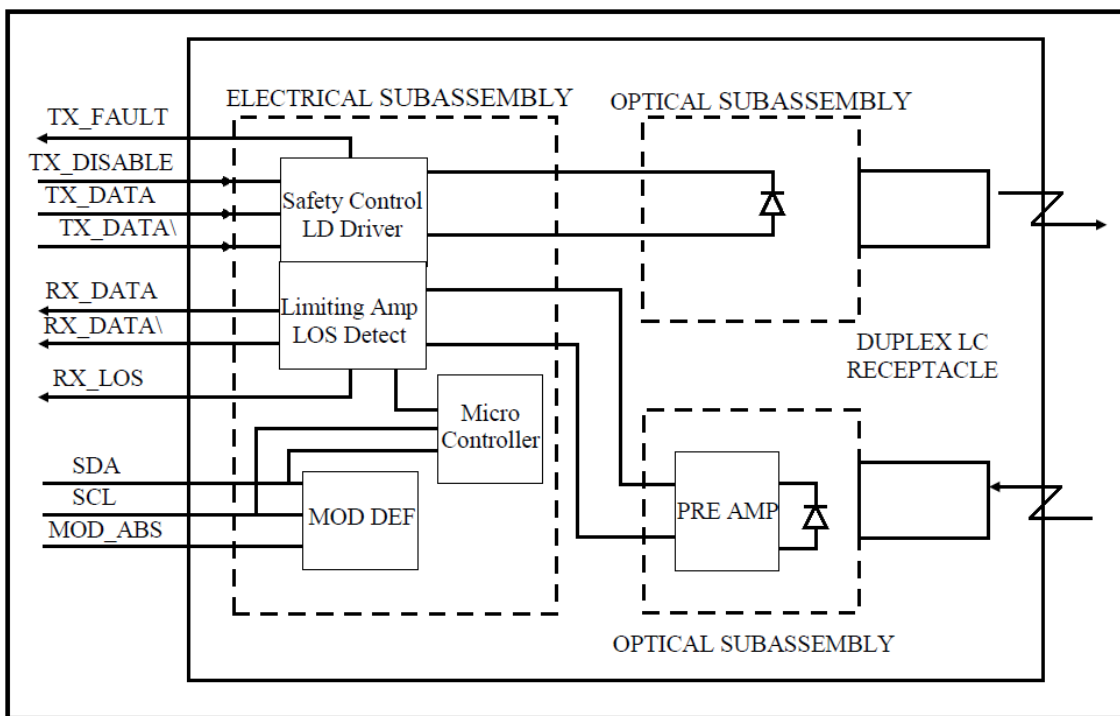 ELECTRICAL SUBASSEMBLY
OPTICAL SUBASSEMBLY
TX_FAULT
TX_DISABLE
TX_DATA
TX_DATA\
Safety Control
LD Driver
RX_DATA
RX_DATA\
Limiting Amp
LOS Detect
RX_LOS
DUPLEX LC
RECEPTACLE
Micro
Controller
SDA
SCL
MOD_ABS
MOD DEF
PRE AMP
OPTICAL SUBASSEMBLY